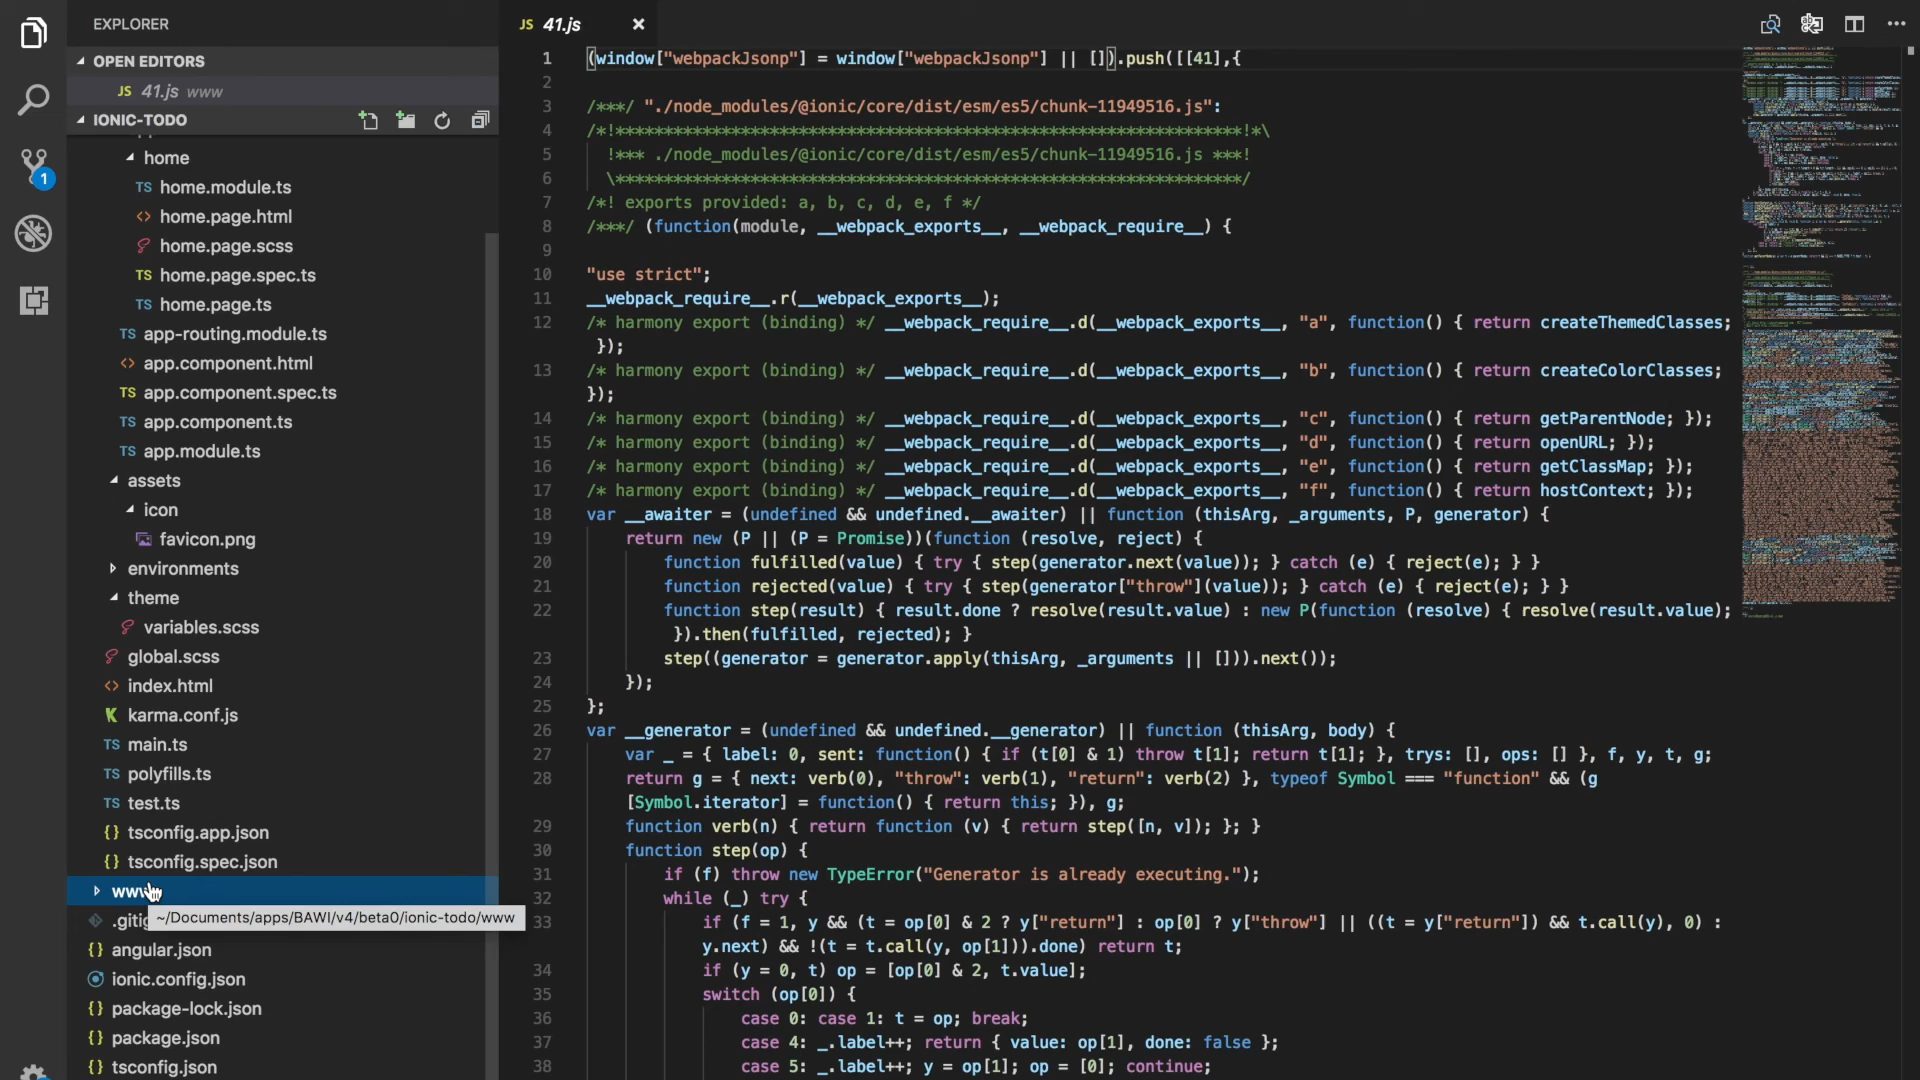 EXPLORER
OPEN EDITORS
JS 41.js www
IONIC-TODO
home
TS home.module.ts
<> home.page.html
home.page.scss
TS home.page.spec.ts
TS home.page.ts
TS app-routing.module.ts
<> app.component.html
TS app.component.spec.ts
TS app.component.ts
TS app.module.ts
assets
icon
favicon.png
environments
theme
variables.scss
global.scss
<> index.html
karma.conf.js
TS main.ts
TS polyfills.ts
TS test.ts
{} tsconfig.app.json
{} tsconfig.spec.json
www
~/Documents/apps/BAWI/v4/beta0/ionic-todo/www
{} angular.json
ionic.config.json
{} package-lock.json
{} package.json
{} tsconfig.json
1
JS 41.js
1 (window["webpackJsonp"] = window["webpackJsonp"] || []).push([[41],{
2
3 /***/ "./node_modules/@ionic/core/dist/esm/es5/chunk-11949516.js":
4 /*!*****************************************************************!*\
5 !*** ./node_modules/@ionic/core/dist/esm/es5/chunk-11949516.js ***!
6 \*****************************************************************/
7 /*! exports provided: a, b, c, d, e, f */
8 /***/ (function(module, __webpack_exports__, __webpack_require__) {
9
10 "use strict";
11 __webpack_require__.r(__webpack_exports__);
12 /* harmony export (binding) */ __webpack_require__.d(__webpack_exports__, "a", function() { return createThemedClasses;
});
13 /* harmony export (binding) */ __webpack_require__.d(__webpack_exports__, "b", function() { return createColorClasses;
});
14 /* harmony export (binding) */ __webpack_require__.d(__webpack_exports__, "c", function() { return getParentNode; });
15 /* harmony export (binding) */ __webpack_require__.d(__webpack_exports__, "d", function() { return openURL; });
16 /* harmony export (binding) */ __webpack_require__.d(__webpack_exports__, "e", function() { return getClassMap; });
17 /* harmony export (binding) */ __webpack_require__.d(__webpack_exports__, "f", function() { return hostContext; });
18 var __awaiter = (undefined && undefined.__awaiter) || function (thisArg, _arguments, P, generator) {
19 return new (P || (P = Promise))(function (resolve, reject) {
20 function fulfilled(value) { try { step(generator.next(value)); } catch (e) { reject(e); } }
21 function rejected(value) { try { step(generator["throw"](value)); } catch (e) { reject(e); } }
22 function step(result) { result.done ? resolve(result.value) : new P(function (resolve) { resolve(result.value);
}).then(fulfilled, rejected); }
23 step((generator = generator.apply(thisArg, _arguments || [])).next());
24 });
25 };
26 var __generator = (undefined && undefined.__generator) || function (thisArg, body) {
27 var _ = { label: 0, sent: function() { if (t[0] & 1) throw t[1]; return t[1]; }, trys: [], ops: [] }, f, y, t, g;
28 return g = { next: verb(0), "throw": verb(1), "return": verb(2) }, typeof Symbol === "function" && (g
[Symbol.iterator] = function() { return this; }), g;
29 function verb(n) { return function (v) { return step([n, v]); }; }
30 function step(op) {
31 if (f) throw new TypeError("Generator is already executing.");
32 while (_) try {
33 if (f = 1, y && (t = op[0] & 2 ? y["return"] : op[0] ? y["throw"] || ((t = y["return"]) && t.call(y), 0) :
y.next) && !(t = t.call(y, op[1])).done) return t;
34 if (y = 0, t) op = [op[0] & 2, t.value];
35 switch (op[0]) {
36 case 0: case 1: t = op; break;
37 case 4: _.label++; return { value: op[1], done: false };
38 case 5: _.label++; y = op[1]; op = [0]; continue;